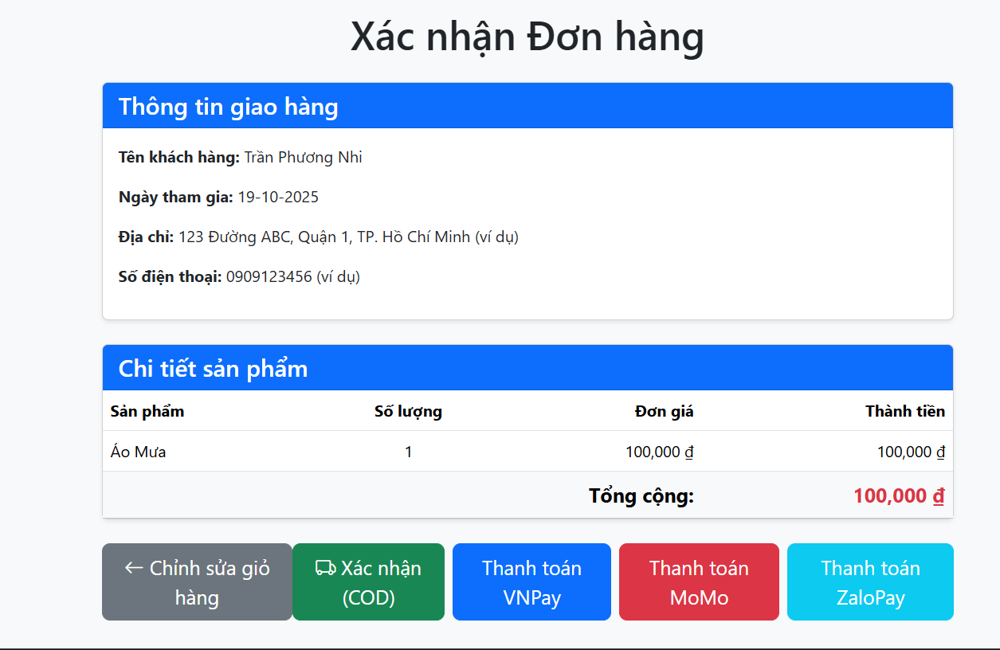 Xác nhận Đơn hàng
Thông tin giao hàng
Tên khách hàng: Trần Phương Nhi
Ngày tham gia: 19-10-2025
Địa chỉ: 123 Đường ABC, Quận 1, TP. Hồ Chí Minh (ví dụ)
Số điện thoại: 0909123456 (ví dụ)
Chi tiết sản phẩm
Sản phẩm Số lượng Đơn giá Thành tiền
Áo Mưa 1 100,000 ₫ 100,000 ₫
Tổng cộng: 100,000 ₫
← Chỉnh sửa giỏ
hàng
Xác nhận
(COD)
Thanh toán
VNPay
Thanh toán
MoMo
Thanh toán
ZaloPay